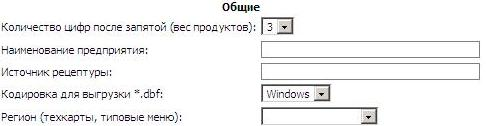 Общие
Количество цифр после запятой (вес продуктов): 3
Наименование предприятия:
Источник рецептуры:
Кодировка для выгрузки *.dbf: Windows
Регион (техкарты, типовые меню):